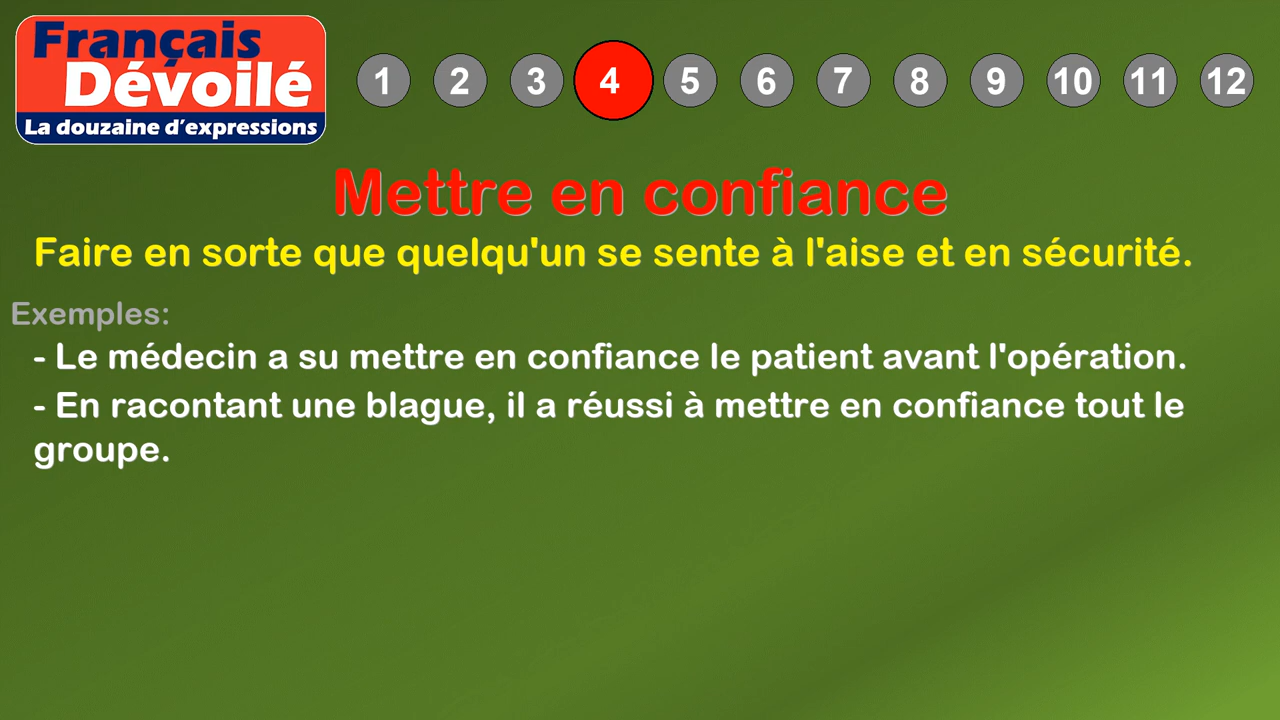 Français
Dévoilé
La douzaine d'expressions
1 2 3 4 5 6 7 8 9 10 11 12
Mettre en confiance
Faire en sorte que quelqu'un se sente à l'aise et en sécurité.
Exemples:
- Le médecin a su mettre en confiance le patient avant l'opération.
- En racontant une blague, il a réussi à mettre en confiance tout le
groupe.